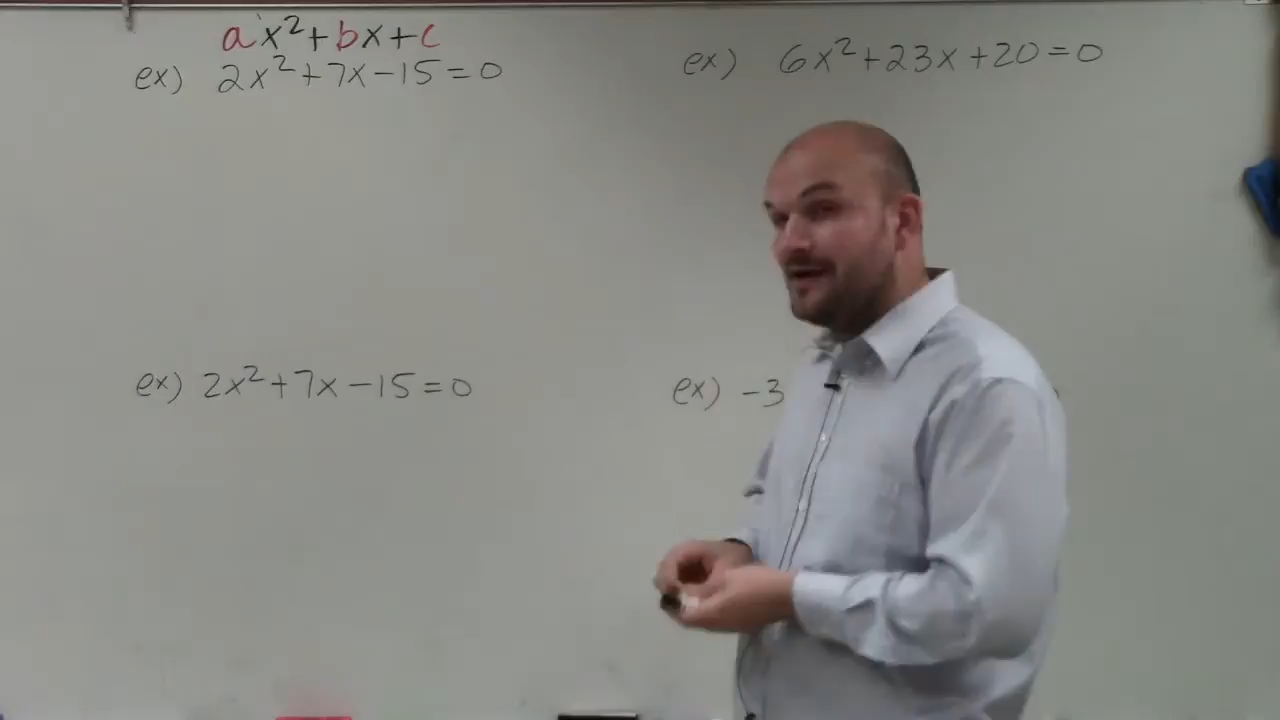 ax²+bx+c
ex) 2x²+7x-15=0
ex) 6x²+23x+20=0
ex) 2x²+7x-15=0
ex) -3